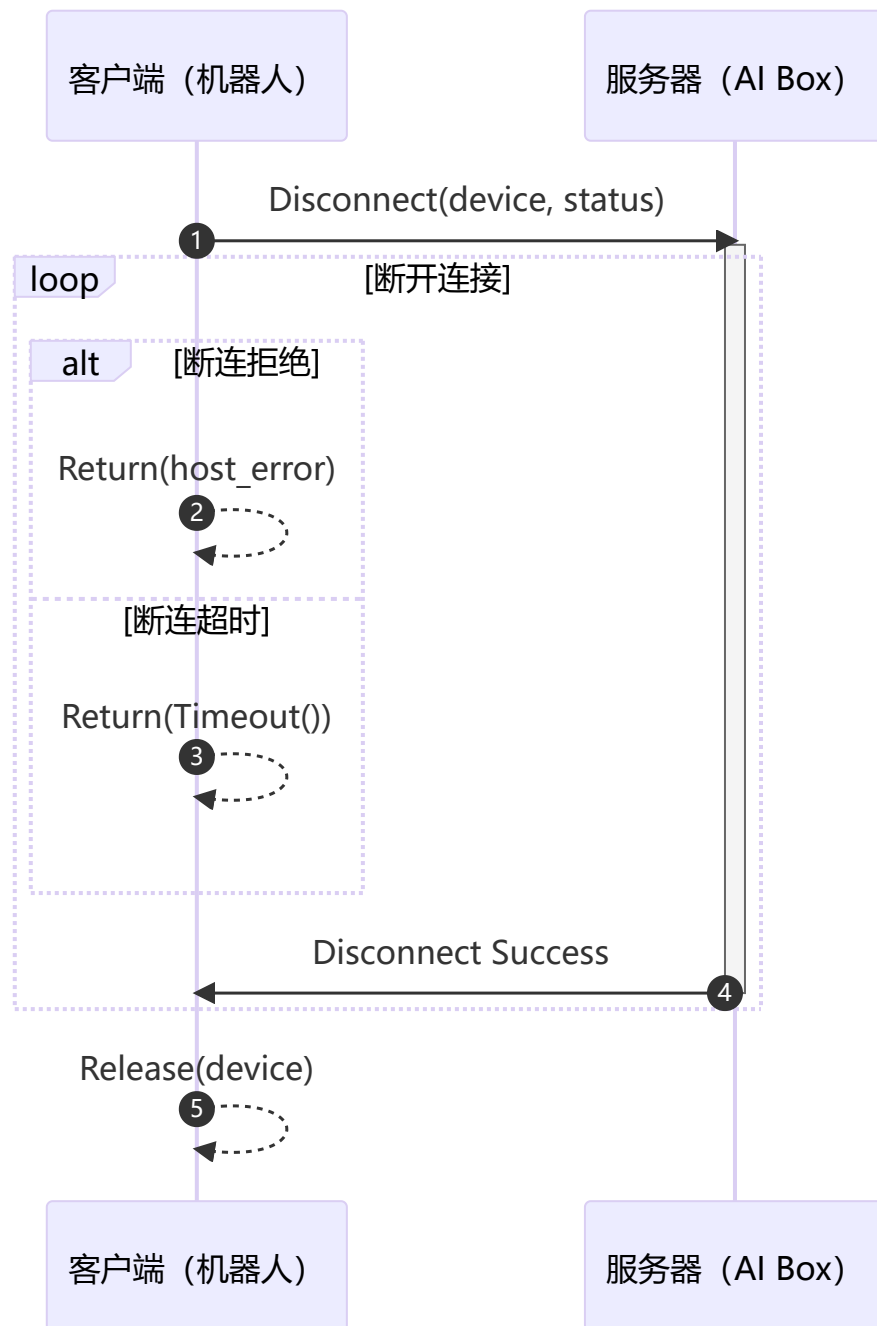 客户端（机器人）
服务器（AI Box）
Disconnect(device, status)
1
loop
[断开连接]
alt
[断连拒绝]
Return(host_error)
2
[断连超时]
Return(Timeout())
3
Disconnect Success
4
Release(device)
5
客户端（机器人）
服务器（AI Box）